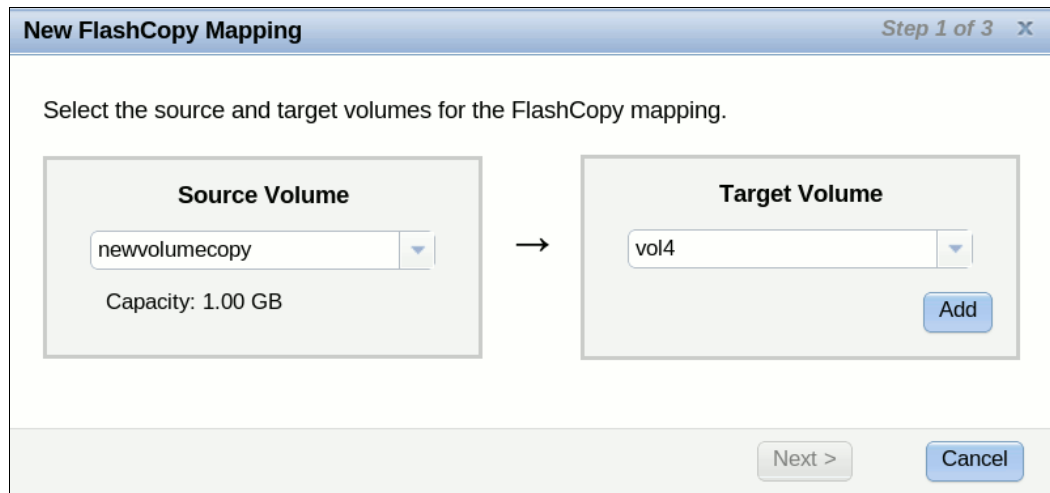 New FlashCopy Mapping
Step 1 of 3 x
Select the source and target volumes for the FlashCopy mapping.
Source Volume
newvolumecopy
Capacity: 1.00 GB
→
Target Volume
vol4
Add
Next >
Cancel